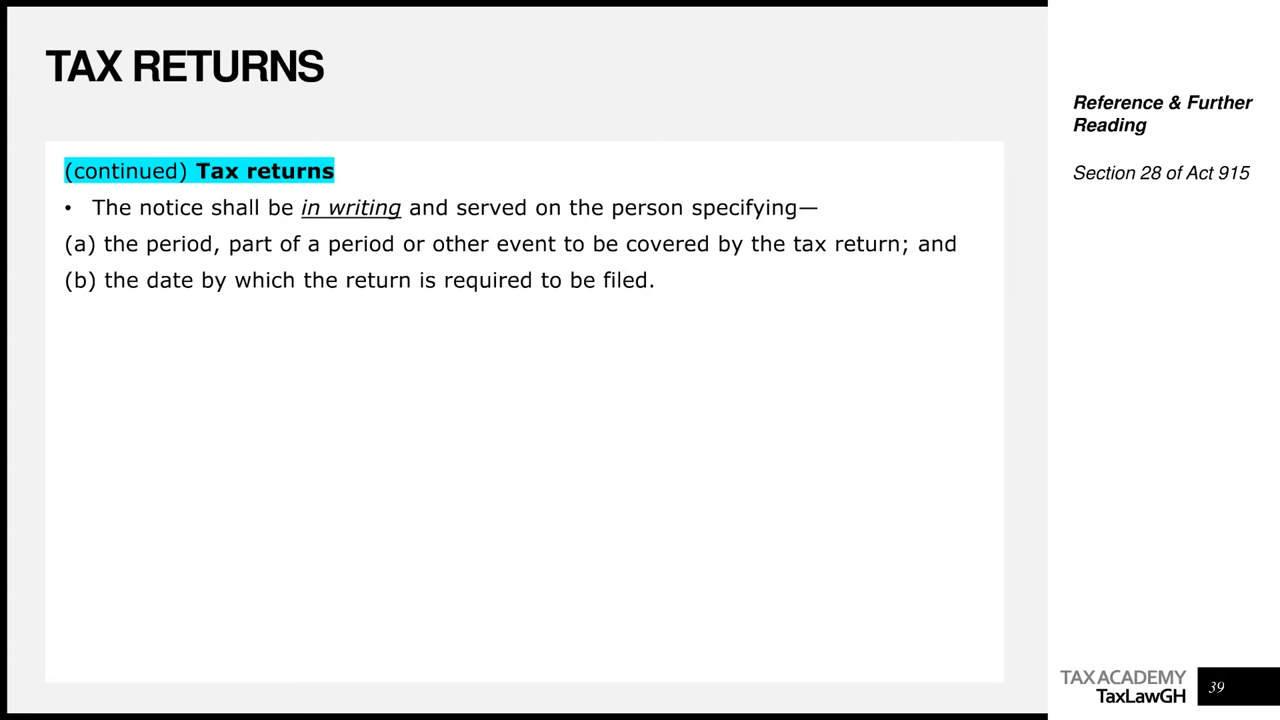 TAX RETURNS
(continued) Tax returns
• The notice shall be in writing and served on the person specifying—
(a) the period, part of a period or other event to be covered by the tax return; and
(b) the date by which the return is required to be filed.
Reference & Further
Reading
Section 28 of Act 915
TAX ACADEMY
TaxLawGH
39